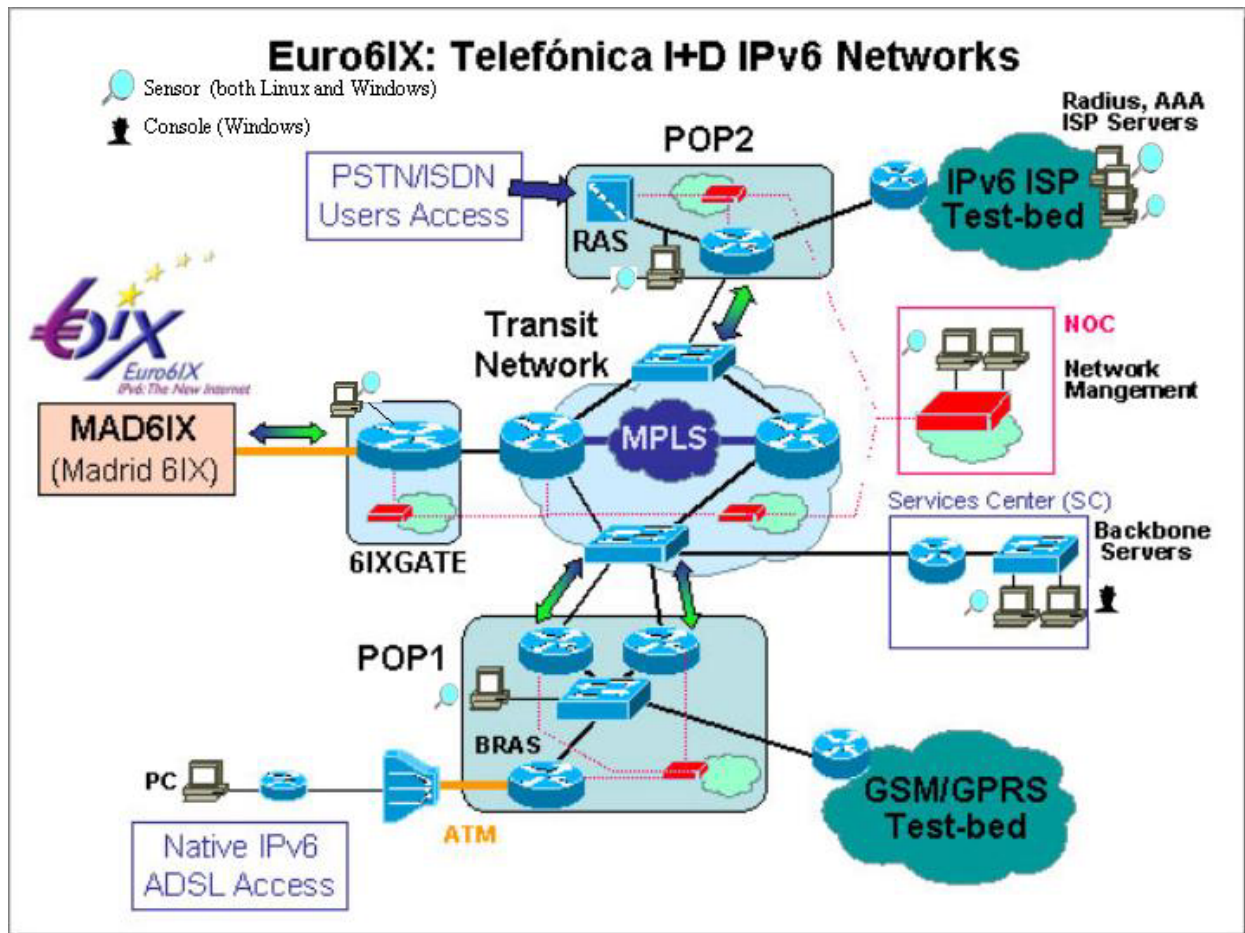 Euro6IX: Telefónica I+D IPv6 Networks
Sensor (both Linux and Windows)
Console (Windows)
Radius, AAA
ISP Servers
POP2
PSTN/ISDN
Users Access
RAS
IPv6 ISP
Test-bed
6IX
Euro6IX
IPv6: The New Internet
Transit
Network
NOC
Network
Mangement
MAD6IX
(Madrid 6IX)
MPLS
6IXGATE
Services Center (SC)
Backbone
Servers
POP1
BRAS
PC
ATM
GSM/GPRS
Test-bed
Native IPv6
ADSL Access